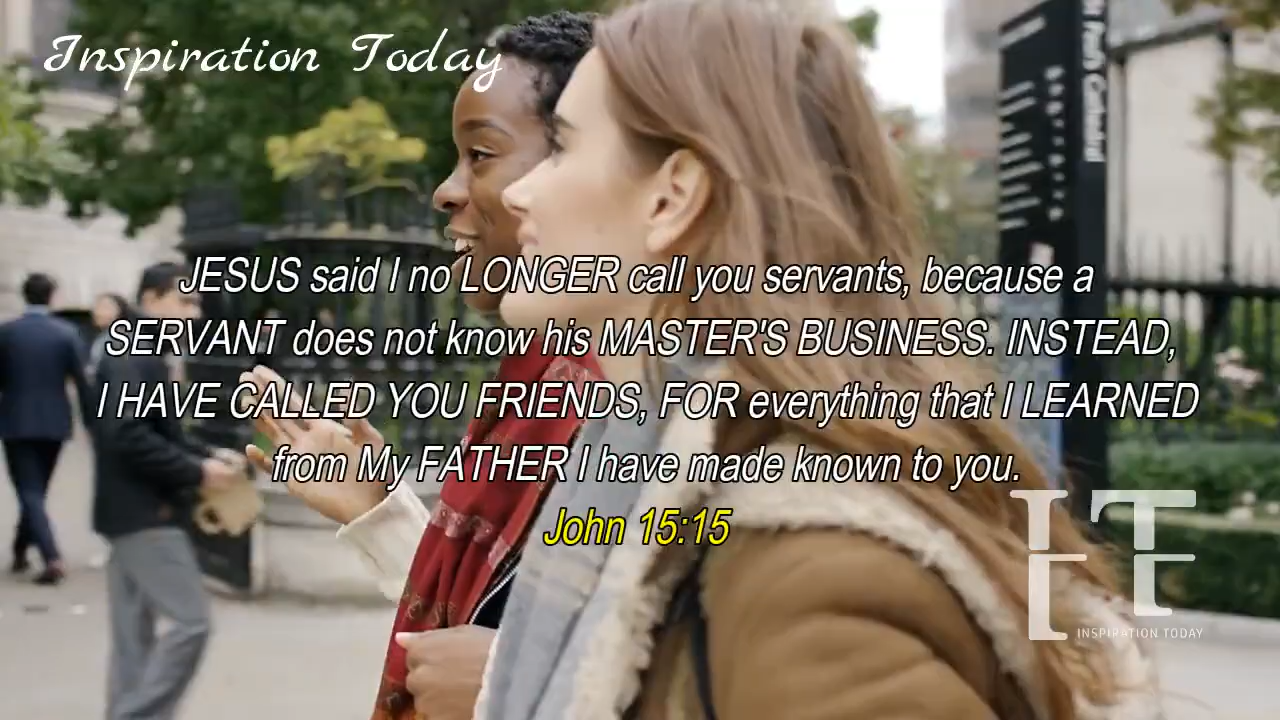 Inspiration Today
JESUS said I no LONGER call you servants, because a
SERVANT does not know his MASTER'S BUSINESS. INSTEAD,
I HAVE CALLED YOU FRIENDS, FOR everything that I LEARNED
from My FATHER I have made known to you.
John 15:15
INSPIRATION TODAY